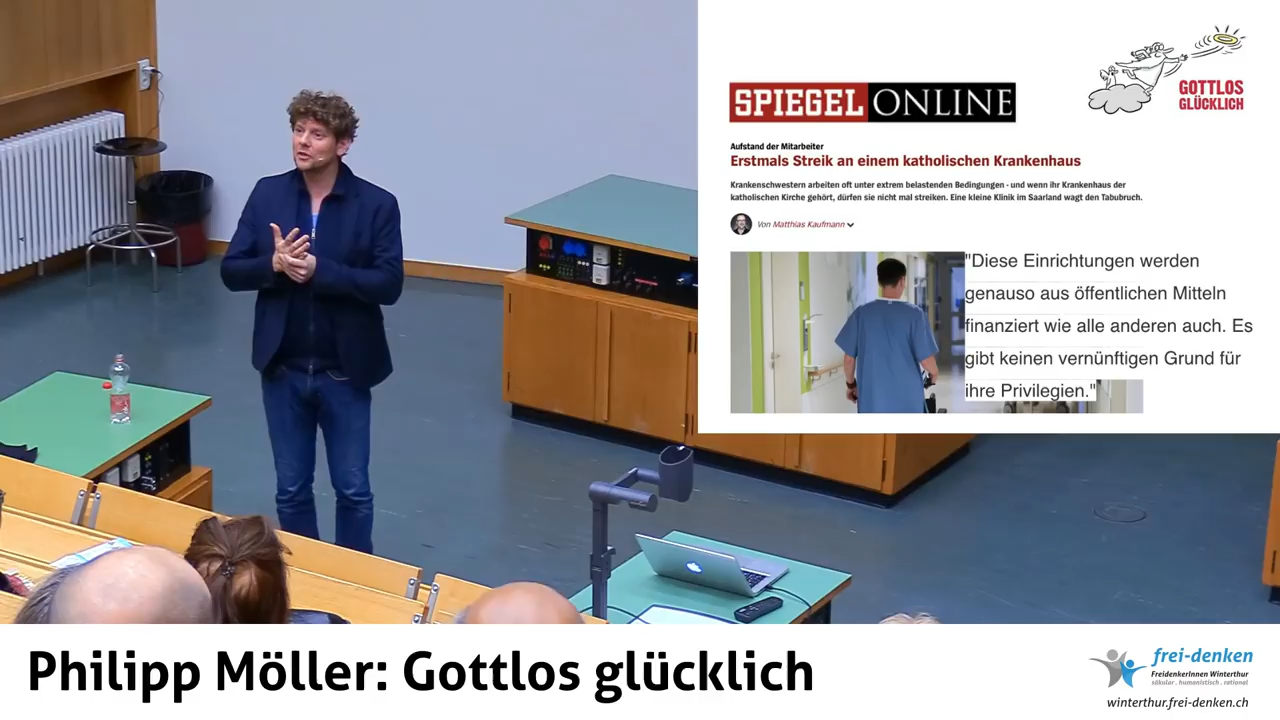 SPIEGEL ONLINE
GOTTLOS
GLÜCKLICH
Aufstand der Mitarbeiter
Erstmals Streik an einem katholischen Krankenhaus
Krankenschwestern arbeiten oft unter extrem belastenden Bedingungen - und wenn ihr Krankenhaus der
katholischen Kirche gehört, dürfen sie nicht mal streiken. Eine kleine Klinik im Saarland wagt den Tabubruch.
Von Matthias Kaufmann
"Diese Einrichtungen werden
genauso aus öffentlichen Mitteln
finanziert wie alle anderen auch. Es
gibt keinen vernünftigen Grund für
ihre Privilegien."
Philipp Möller: Gottlos glücklich
frei-denken
FreidenkerInnen Winterthur
säkular . humanistisch . rational
winterthur.frei-denken.ch